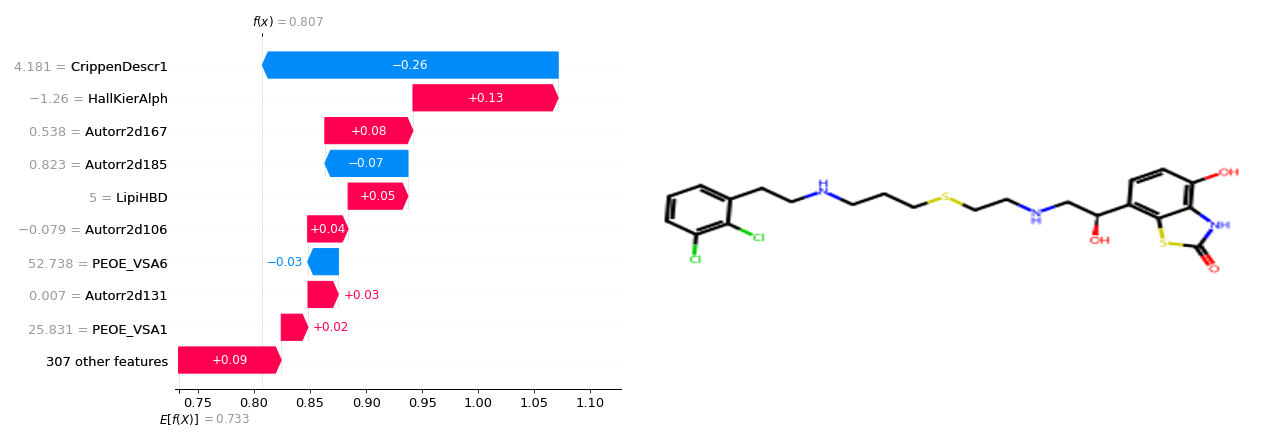 f(x) = 0.807
4.181 = CrippenDescr1
−0.26
−1.26 = HallKierAlph
+0.13
0.538 = Autorr2d167
+0.08
0.823 = Autorr2d185
−0.07
5 = LipiHBD
+0.05
−0.079 = Autorr2d106
+0.04
52.738 = PEOE_VSA6
−0.03
0.007 = Autorr2d131
+0.03
25.831 = PEOE_VSA1
+0.02
307 other features
+0.09
0.75 0.80 0.85 0.90 0.95 1.00 1.05 1.10
E[f(X)] = 0.733
H
N
S
N
H
OH
Cl
Cl
OH
NH
S
O